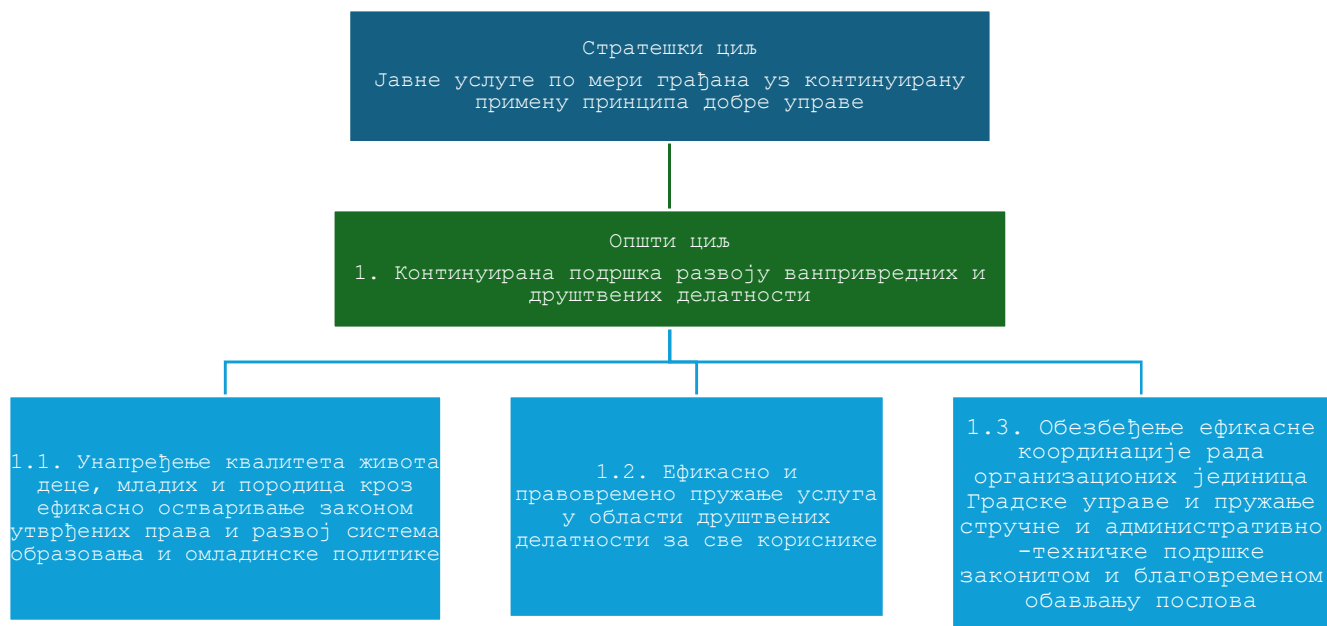 Стратешки циљ
Јавне услуге по мери грађана уз континуирану
примену принципа добре управе
Општи циљ
1. Континуирана подршка развоју ванпривредних и
друштвених делатности
1.1. Унапређење квалитета живота
деце, младих и породица кроз
ефикасно остваривање законом
утврђених права и развој система
образовања и омладинске политике
1.2. Ефикасно и
правовремено пружање услуга
у области друштвених
делатности за све кориснике
1.3. Обезбеђење ефикасне
координације рада
организационих јединица
Градске управе и пружање
стручне и административно
-техничке подршке
законитом и благовременом
обављању послова